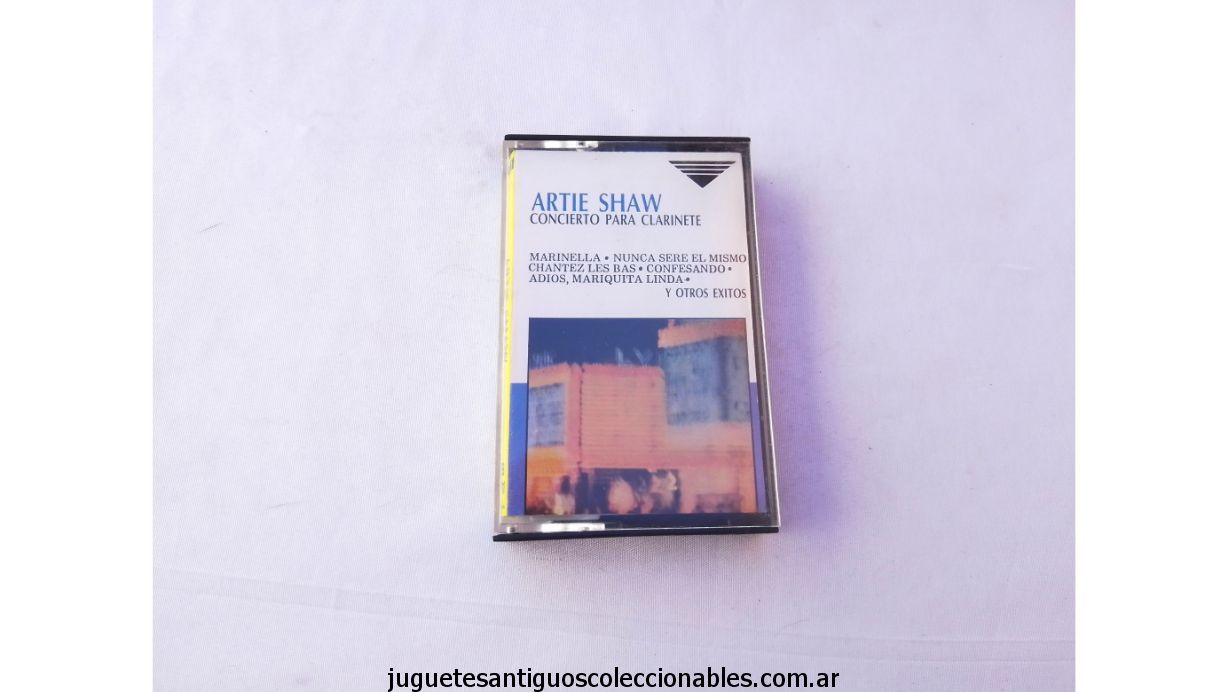 ARTIE SHAW
CONCIERTO PARA CLARINETE
MARINELLA • NUNCA SERE EL MISMO
CHANTEZ LES BAS • CONFESANDO •
ADIOS, MARIQUITA LINDA •
Y OTROS EXITOS
juguetesantiguoscoleccionables.com.ar